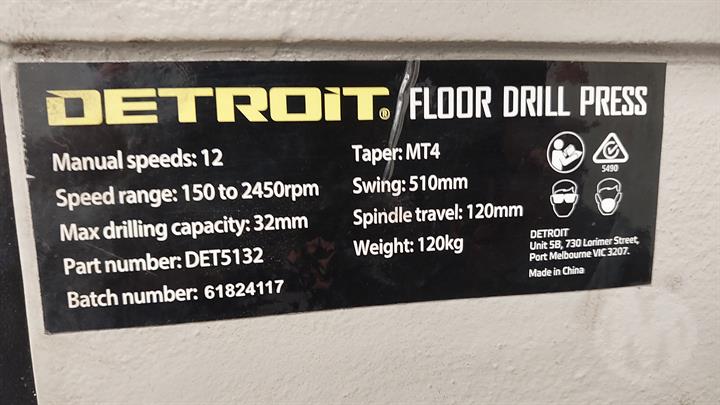 DETROIT® FLOOR DRILL PRESS
Manual speeds: 12
Speed range: 150 to 2450rpm
Max drilling capacity: 32mm
Part number: DET5132
Batch number: 61824117
Taper: MT4
Swing: 510mm
Spindle travel: 120mm
Weight: 120kg
5490
DETROIT
Unit 5B, 730 Lorimer Street,
Port Melbourne VIC 3207.
Made in China